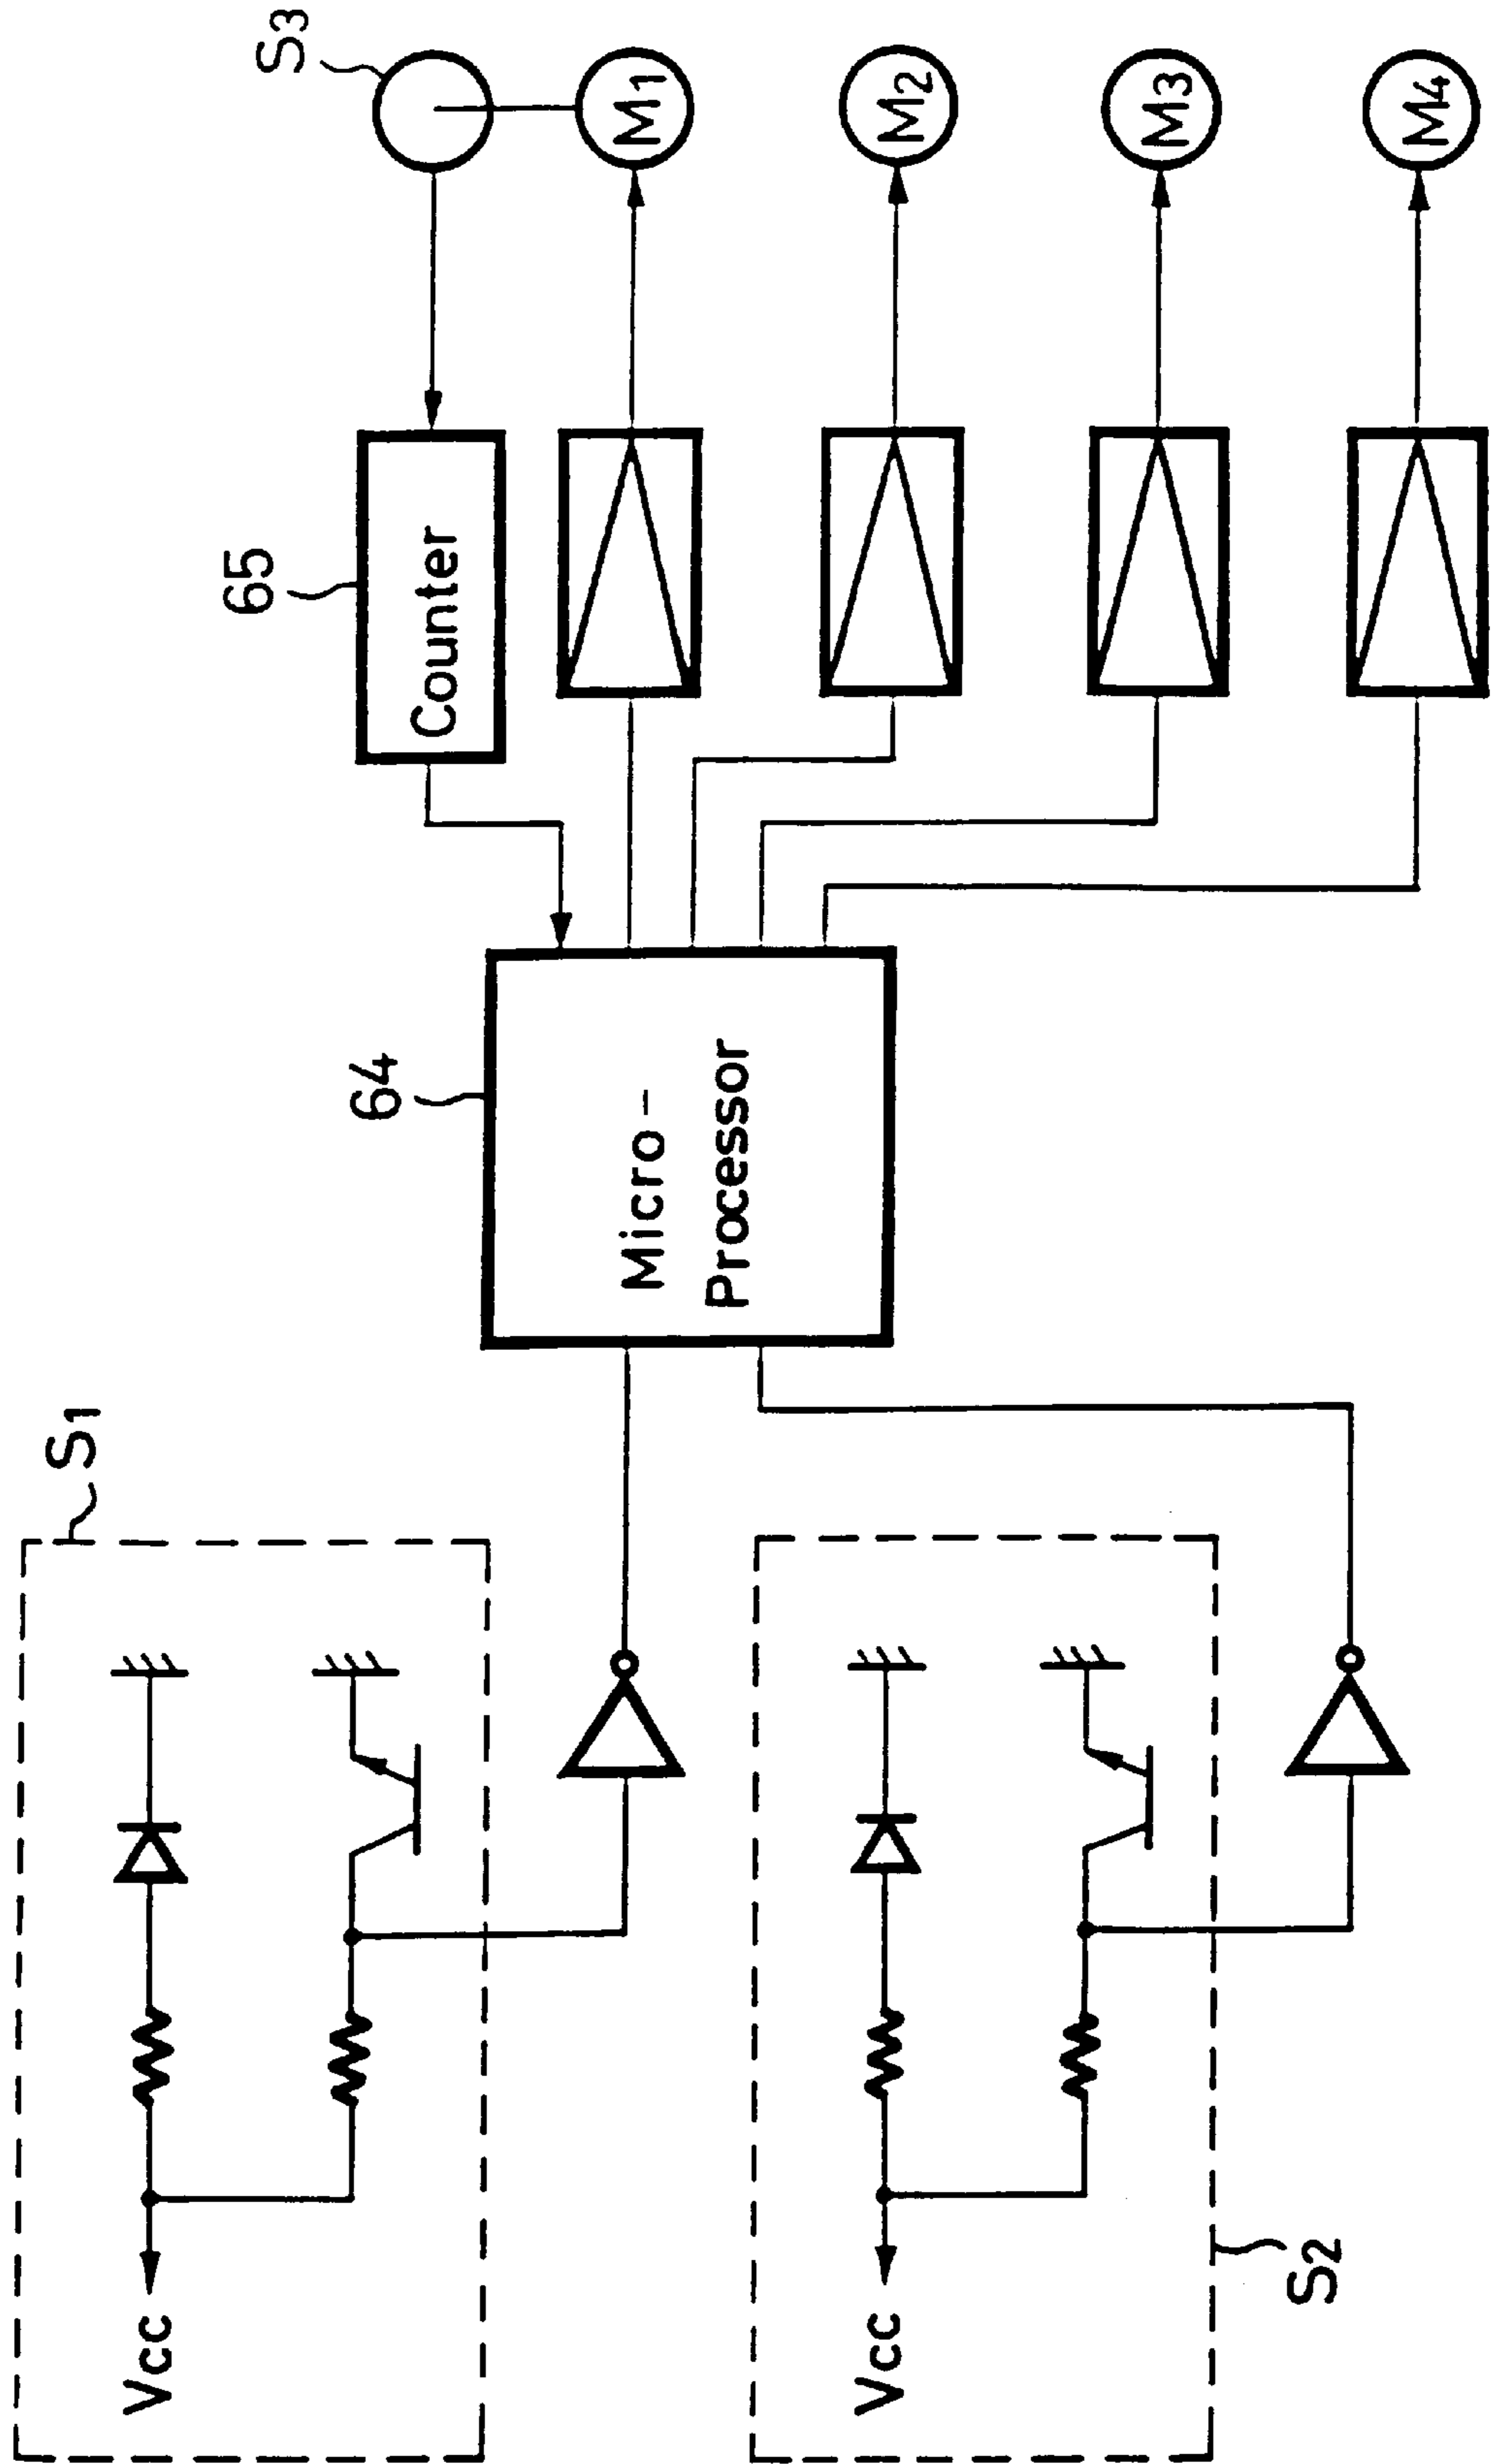 S1
Vcc
S2
Vcc
64
Micro-
Processor
65
Counter
S3
M1
M2
M3
M4